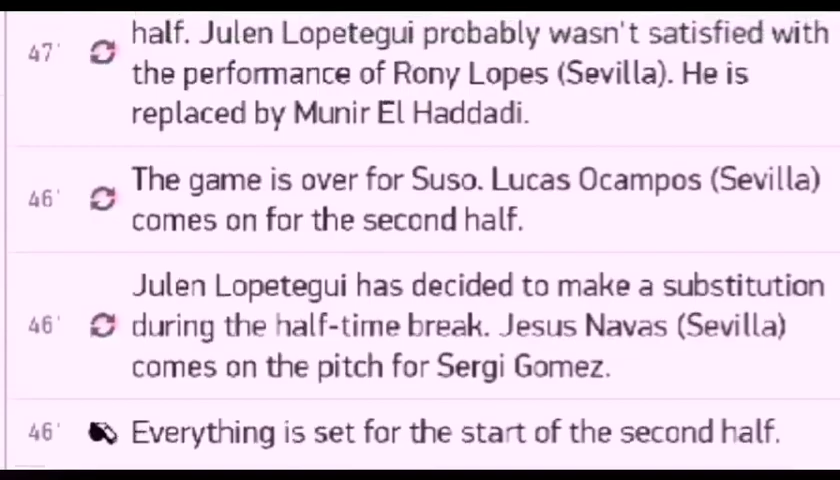 half. Julen Lopetegui probably wasn't satisfied with
47' the performance of Rony Lopes (Sevilla). He is
replaced by Munir El Haddadi.
46' The game is over for Suso. Lucas Ocampos (Sevilla)
comes on for the second half.
Julen Lopetegui has decided to make a substitution
46' during the half-time break. Jesus Navas (Sevilla)
comes on the pitch for Sergi Gomez.
46' Everything is set for the start of the second half.